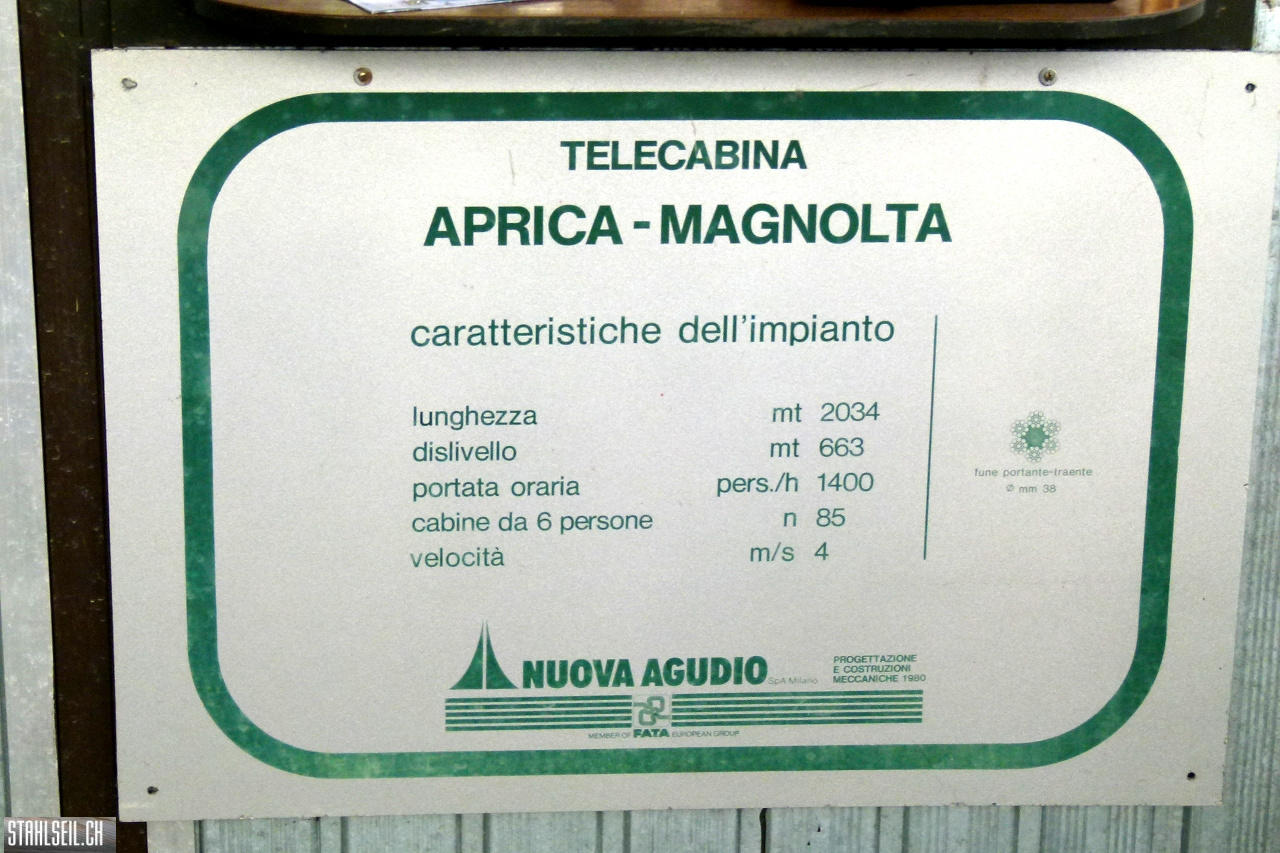 TELECABINA
APRICA - MAGNOLTA
caratteristiche dell'impianto
lunghezza mt 2034
dislivello mt 663
portata oraria pers./h 1400
cabine da 6 persone n 85
velocità m/s 4
fune portante-traente
Ø mm 38
NUOVA AGUDIO SpA Milano
PROGETTAZIONE
E COSTRUZIONI
MECCANICHE 1980
MEMBER OF FATA EUROPEAN GROUP
STAHLSEIL.CH